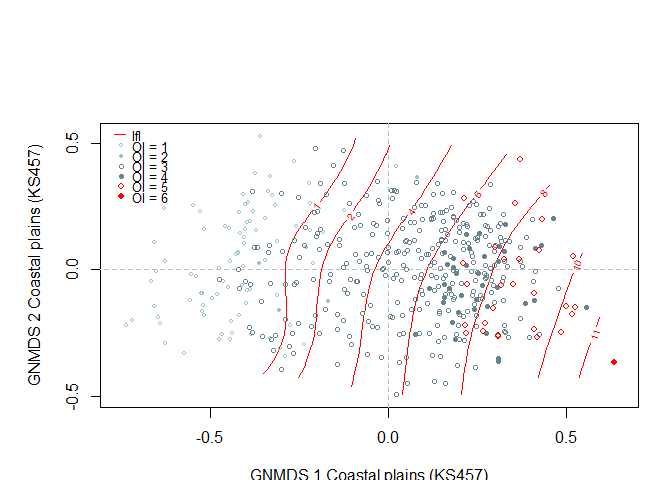 IfI
OI = 1
OI = 2
OI = 3
OI = 4
OI = 5
OI = 6
1
2
4
6
8
10
11
0.5
0.0
-0.5
GNMDS 2 Coastal plains (KS457)
-0.5
0.0
0.5
GNMDS 1 Coastal plains (KS457)